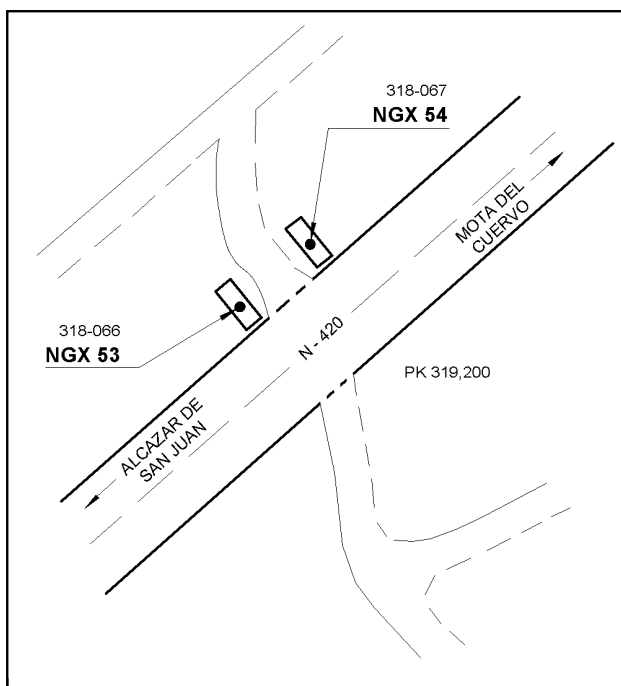 318-067
NGX 54
MOTA DEL
CUERVO
318-066
NGX 53
N - 420
PK 319,200
ALCAZAR DE
SAN JUAN